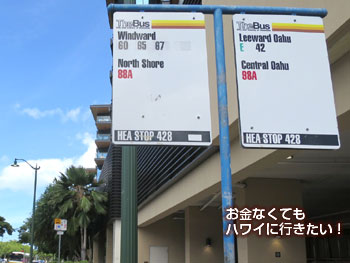 TheBus
Windward
60 65 67
North Shore
88A
HEA STOP 428
TheBus
Leeward Oahu
E 42
Central Oahu
88A
HEA STOP 428
お金なくても
ハワイに行きたい！